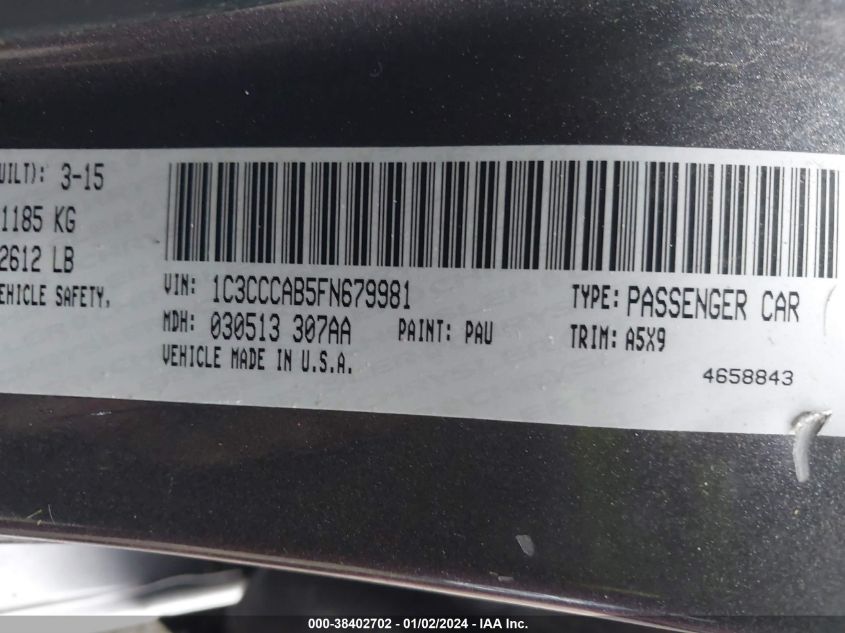 UILT): 3-15
1185 KG
2612 LB
EHICLE SAFETY.
VIN: 1C3CCCAB5FN679981 TYPE: PASSENGER CAR
MDH: 030513 307AA PAINT: PAU TRIM: A5X9
VEHICLE MADE IN U.S.A.
4658843
000-38402702 - 01/02/2024 - IAA Inc.